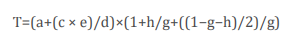 T=(a+(c × e)/d)×(1+h/g+((1−g−h)/2)/g)